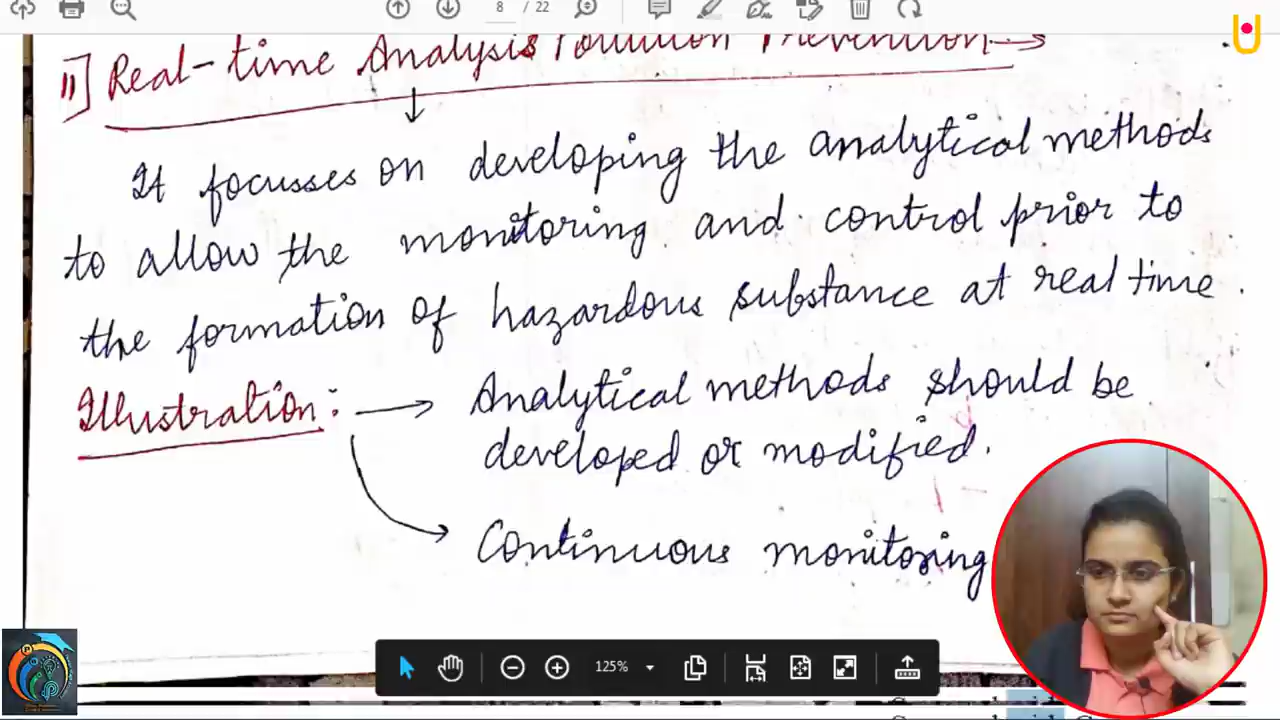 8 / 22
11] Real-time Analysis Pollution Prevention
It focusses on developing the analytical methods
to allow the monitoring and control prior to
the formation of hazardous substance at real time.
Illustration :- Analytical methods should be
developed or modified.
Continuous monitoring
125%